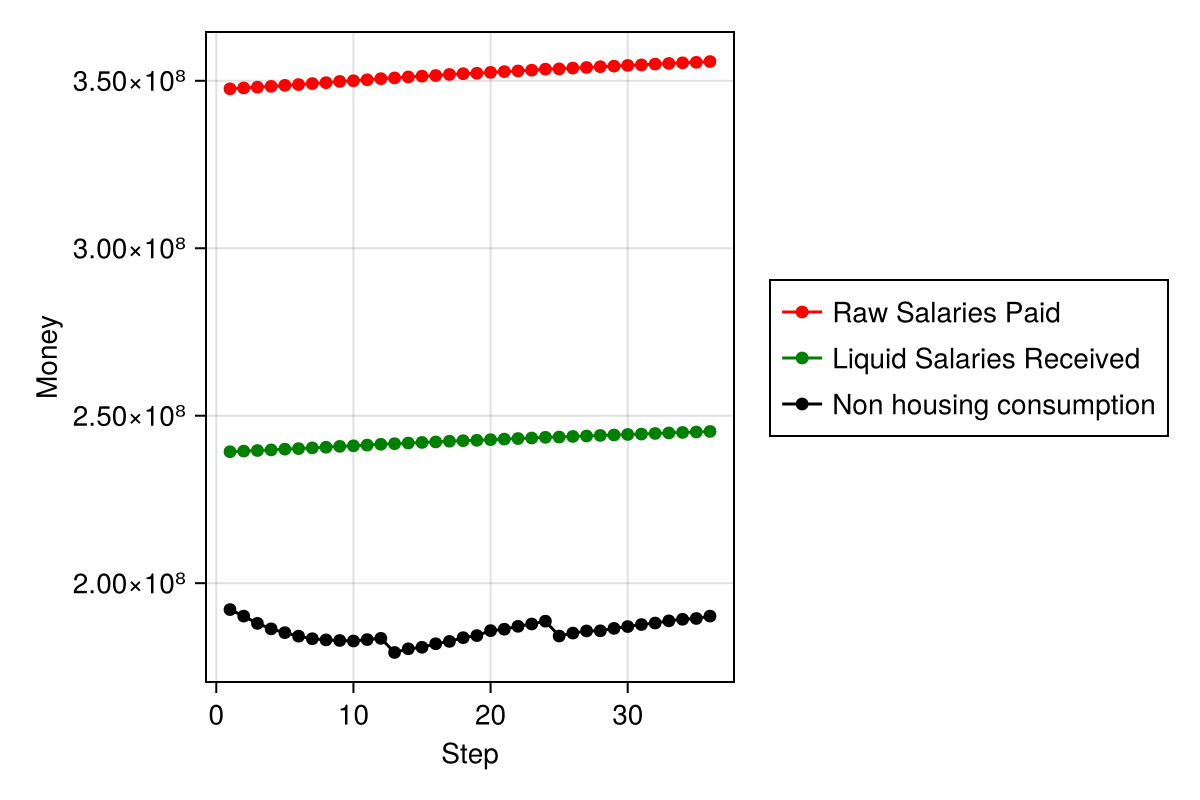 3.50×10⁸
3.00×10⁸
2.50×10⁸
2.00×10⁸
Money
0 10 20 30
Step
Raw Salaries Paid
Liquid Salaries Received
Non housing consumption